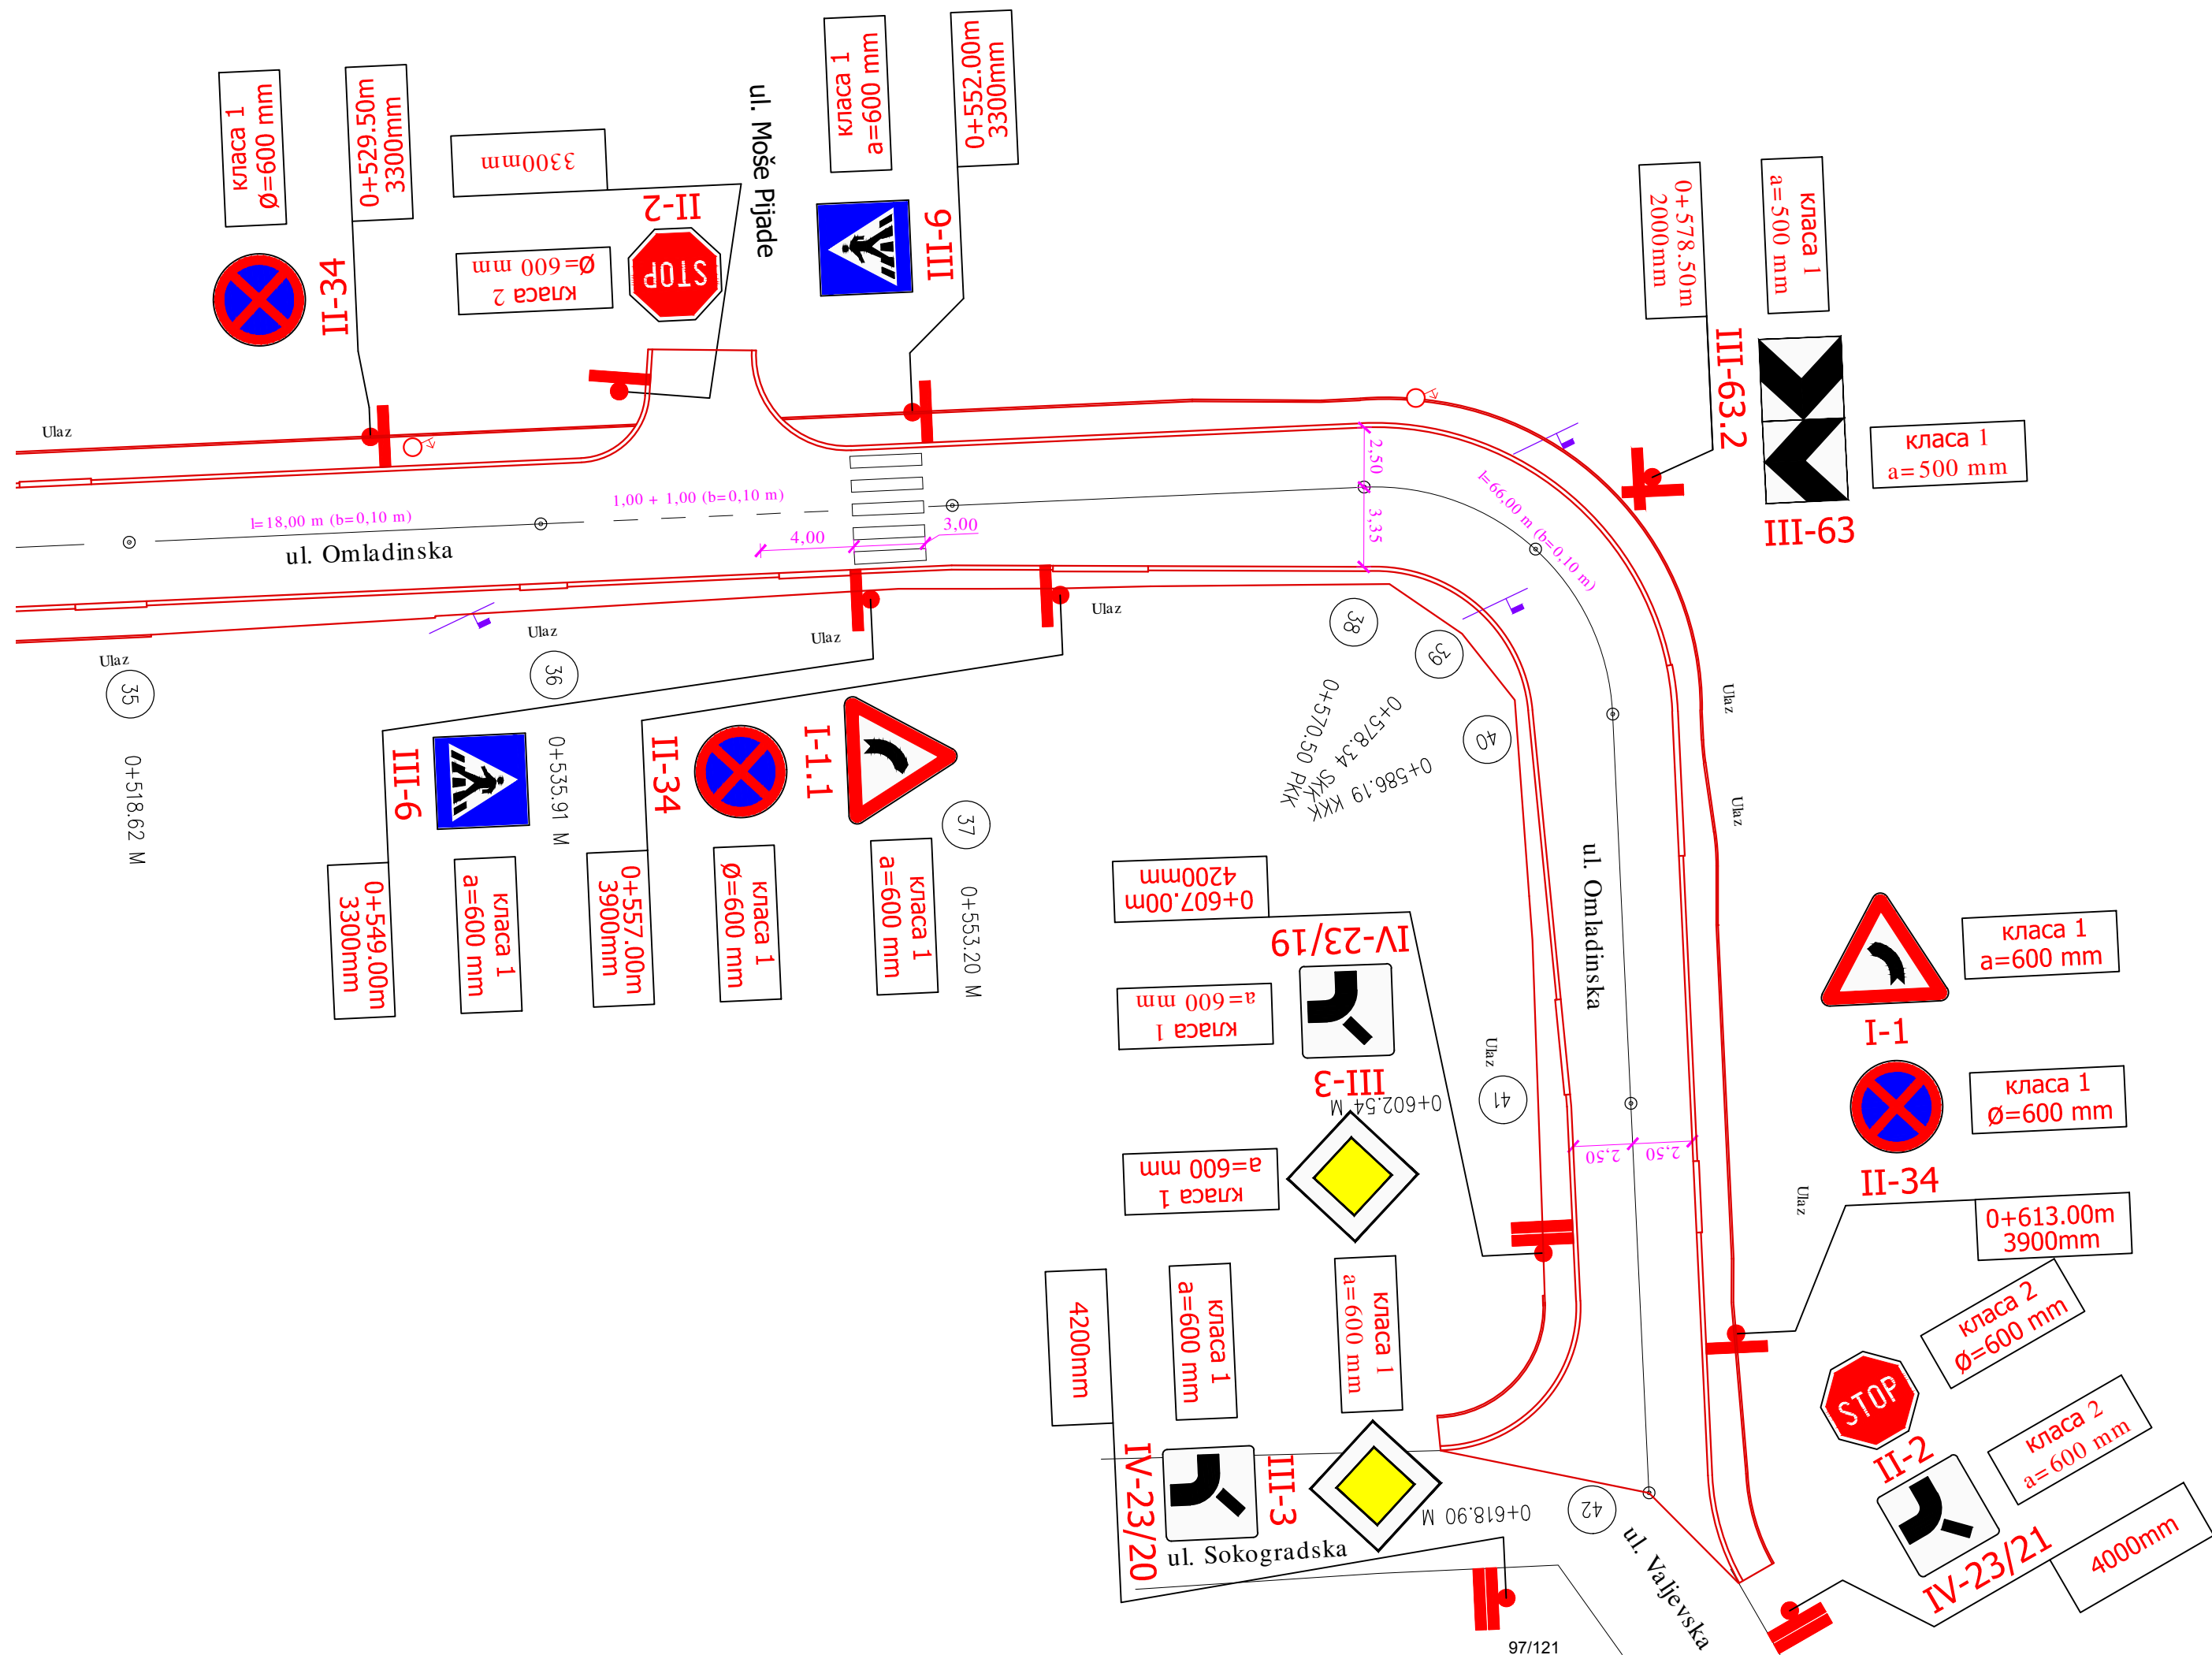 класа 1
Ø=600 mm
II-34
0+529.50m
3300mm
3300mm
II-2
класа 2
Ø=600 mm
STOP
ul. Moše Pijade
класа 1
a=600 mm
III-6
0+552.00m
3300mm
0+578.50m
2000mm
класа 1
a=500 mm
III-63.2
класа 1
a=500 mm
III-63
Ulaz
l=18,00 m (b=0,10 m)
1,00 + 1,00 (b=0,10 m)
ul. Omladinska
4,00
3,00
2,50
3,35
l=66,00 m (b=0,10 m)
Ulaz
Ulaz
Ulaz
Ulaz
35
0+518.62 M
36
0+535.91 M
37
0+553.20 M
38
0+570.50 PKK
39
0+578.34 SKK
40
0+586.19 KKK
III-6
класа 1
a=600 mm
0+549.00m
3300mm
II-34
класа 1
Ø=600 mm
0+557.00m
3900mm
I-1.1
класа 1
a=600 mm
Ulaz
Ulaz
ul. Omladinska
0+607.00m
4200mm
IV-23/19
класа 1
a=600 mm
III-3
0+602.54 M
41
Ulaz
класа 1
a=600 mm
2,50
2,50
класа 1
a=600 mm
I-1
класа 1
Ø=600 mm
II-34
Ulaz
0+613.00m
3900mm
4200mm
класа 1
a=600 mm
класа 1
a=600 mm
IV-23/20
III-3
0+618.90 M
42
ul. Sokogradska
ul. Valjevska
класа 2
Ø=600 mm
STOP
II-2
класа 2
a=600 mm
IV-23/21
4000mm
97/121